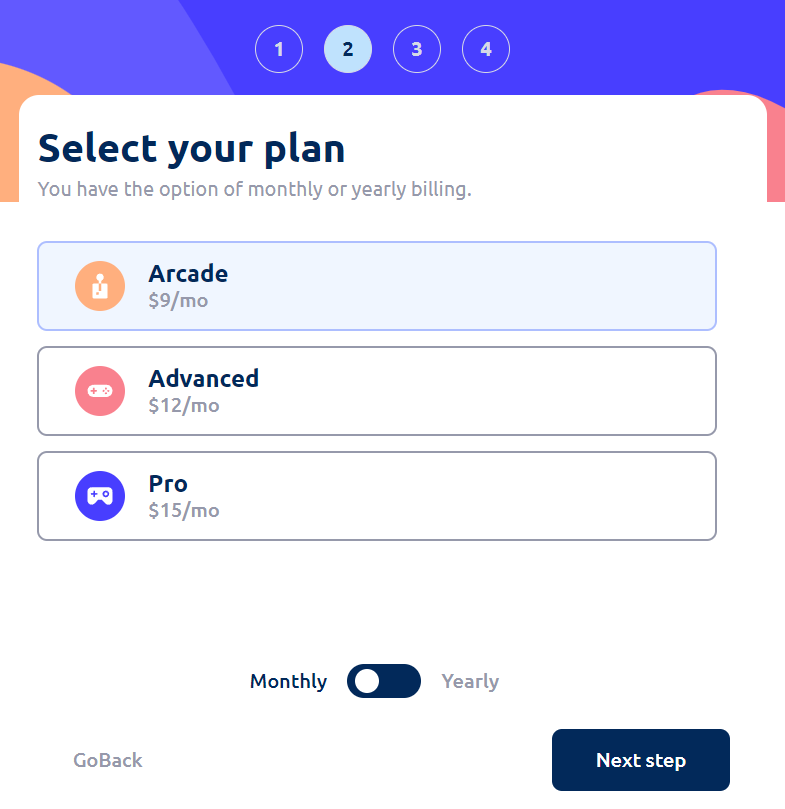 1 2 3 4
Select your plan
You have the option of monthly or yearly billing.
Arcade
$9/mo
Advanced
$12/mo
Pro
$15/mo
Monthly Yearly
GoBack Next step